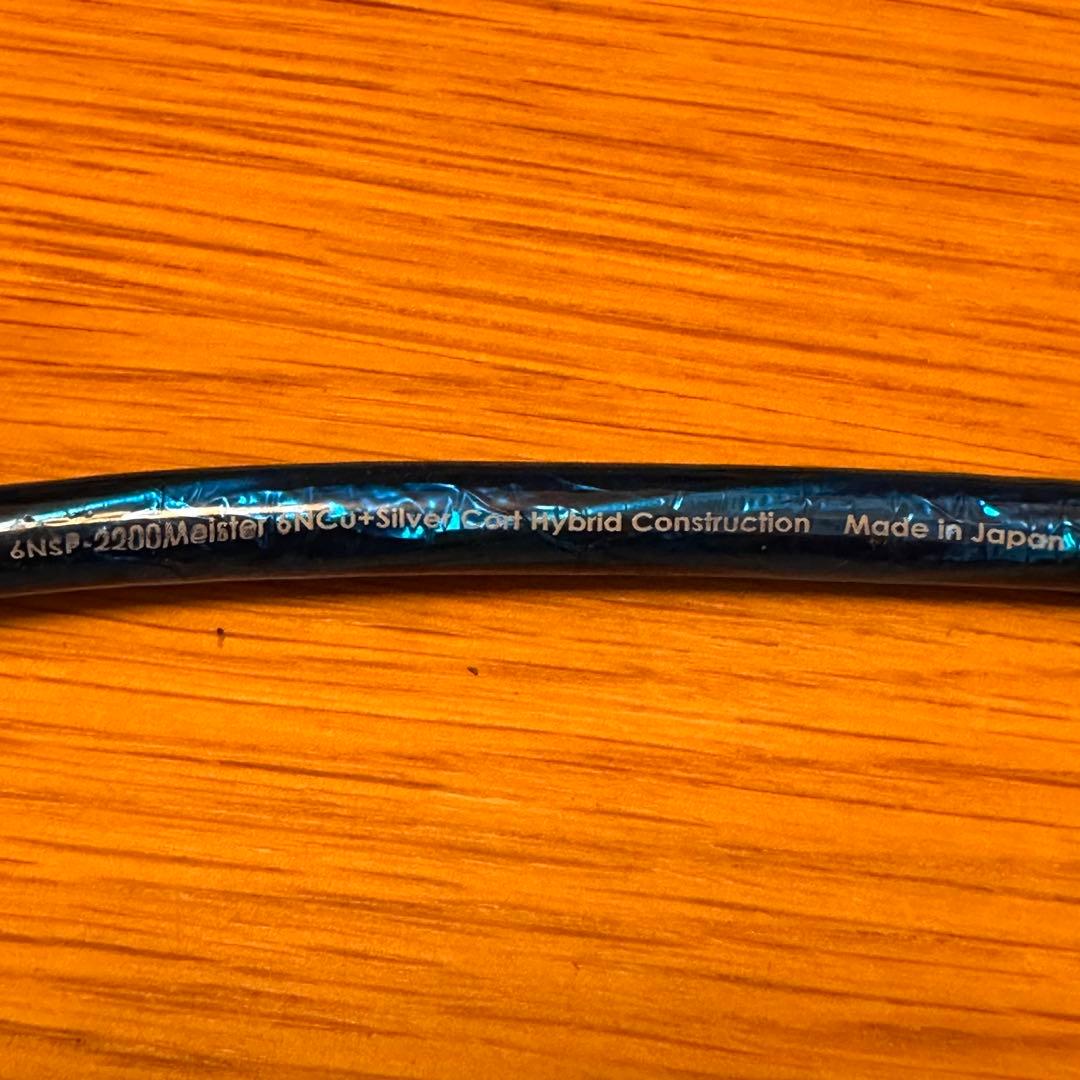 6NSP-2200Meister 6NCu+Silver Coat Hybrid Construction Made in Japan